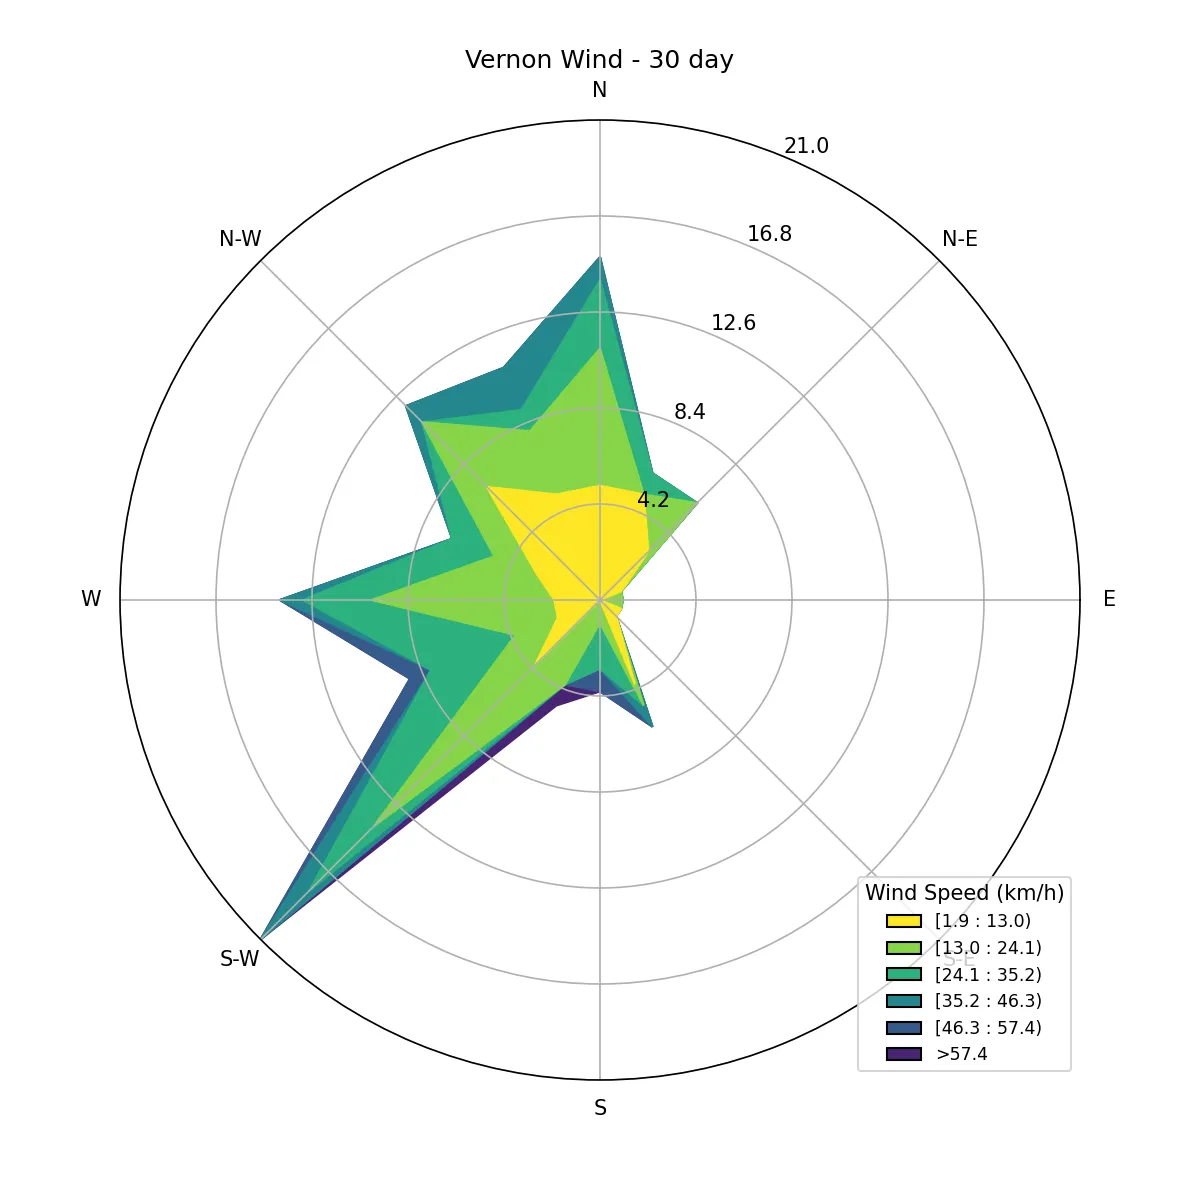 Vernon Wind - 30 day
N
21.0
16.8
N-W
N-E
12.6
8.4
4.2
W
E
S-W
S-E
Wind Speed (km/h)
[1.9 : 13.0)
[13.0 : 24.1)
[24.1 : 35.2)
[35.2 : 46.3)
[46.3 : 57.4)
>57.4
S